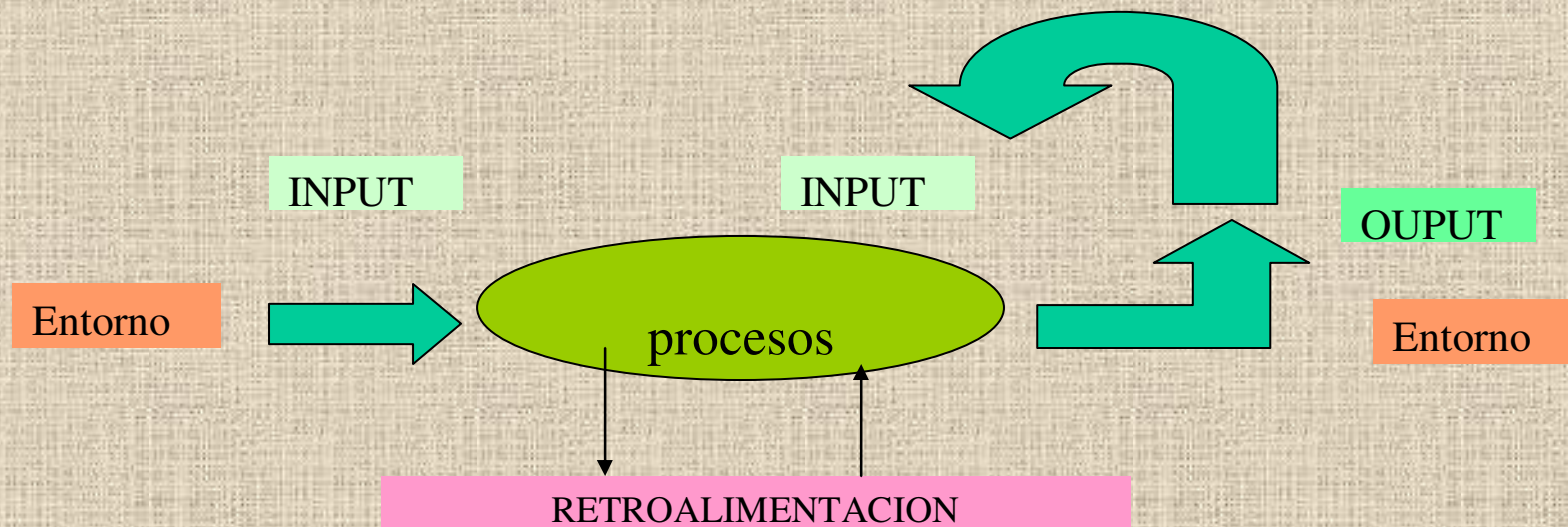 INPUT
INPUT
OUPUT
Entorno
procesos
Entorno
RETROALIMENTACION